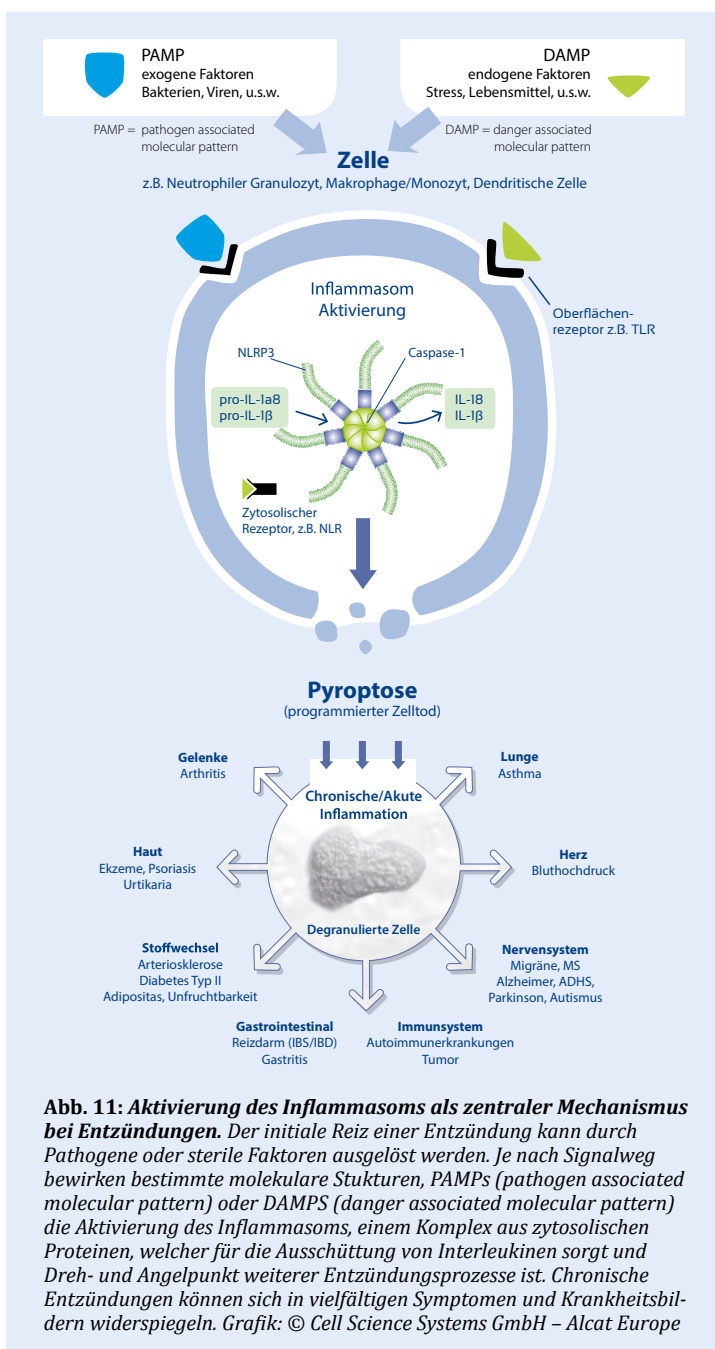 PAMP
exogene Faktoren
Bakterien, Viren, u.s.w.
DAMP
endogene Faktoren
Stress, Lebensmittel, u.s.w.
PAMP = pathogen associated
molecular pattern
DAMP = danger associated
molecular pattern
Zelle
z.B. Neutrophiler Granulozyt, Makrophage/Monozyt, Dendritische Zelle
Inflammasom
Aktivierung
Oberflächen-
rezeptor z.B. TLR
NLRP3
Caspase-1
pro-IL-1a8
pro-IL-1β
IL-18
IL-1β
Zytosolischer
Rezeptor, z.B. NLR
Pyroptose
(programmierter Zelltod)
Gelenke
Arthritis
Lunge
Asthma
Chronische/Akute
Inflammation
Haut
Ekzeme, Psoriasis
Urtikaria
Herz
Bluthochdruck
Degranulierte Zelle
Stoffwechsel
Arteriosklerose
Diabetes Typ II
Adipositas, Unfruchtbarkeit
Nervensystem
Migräne, MS
Alzheimer, ADHS,
Parkinson, Autismus
Gastrointestinal
Reizdarm (IBS/IBD)
Gastritis
Immunsystem
Autoimmunerkrankungen
Tumor
Abb. 11: Aktivierung des Inflammasoms als zentraler Mechanismus
bei Entzündungen. Der initiale Reiz einer Entzündung kann durch
Pathogene oder sterile Faktoren ausgelöst werden. Je nach Signalweg
bewirken bestimmte molekulare Stukturen, PAMPs (pathogen associated
molecular pattern) oder DAMPS (danger associated molecular pattern)
die Aktivierung des Inflammasoms, einem Komplex aus zytosolischen
Proteinen, welcher für die Ausschüttung von Interleukinen sorgt und
Dreh- und Angelpunkt weiterer Entzündungsprozesse ist. Chronische
Entzündungen können sich in vielfältigen Symptomen und Krankheitsbil-
dern widerspiegeln. Grafik: © Cell Science Systems GmbH – Alcat Europe